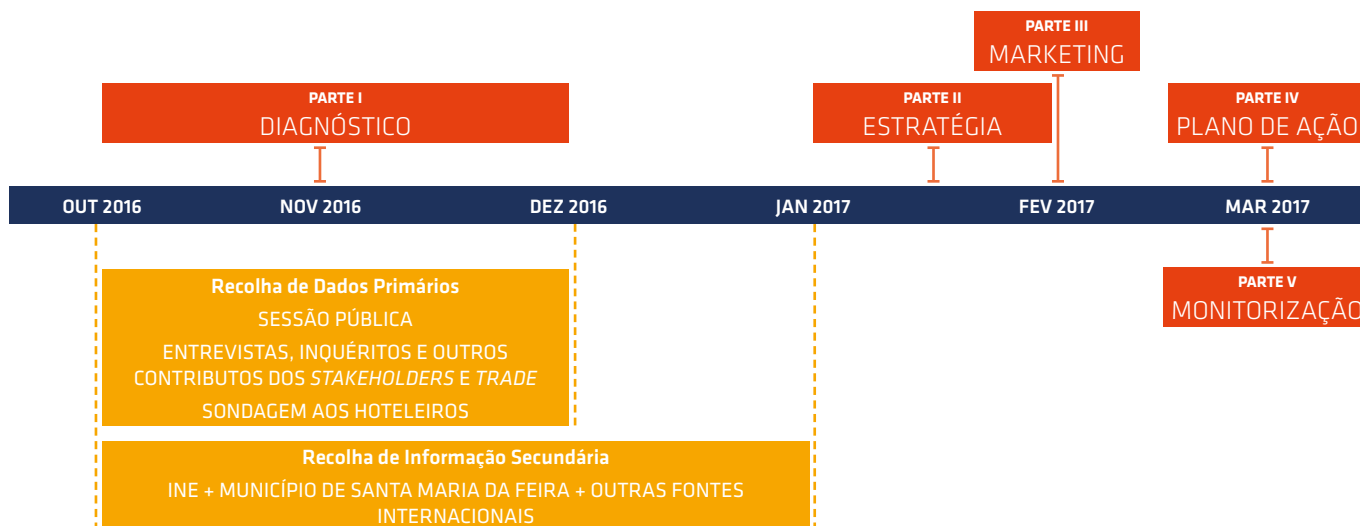 PARTE III
MARKETING
PARTE I
DIAGNÓSTICO
PARTE II
ESTRATÉGIA
PARTE IV
PLANO DE AÇÃO
OUT 2016
NOV 2016
DEZ 2016
JAN 2017
FEV 2017
MAR 2017
PARTE V
MONITORIZAÇÃO
Recolha de Dados Primários
SESSÃO PÚBLICA
ENTREVISTAS, INQUÉRITOS E OUTROS
CONTRIBUTOS DOS STAKEHOLDERS E TRADE
SONDAGEM AOS HOTELEIROS
Recolha de Informação Secundária
INE + MUNICÍPIO DE SANTA MARIA DA FEIRA + OUTRAS FONTES
INTERNACIONAIS